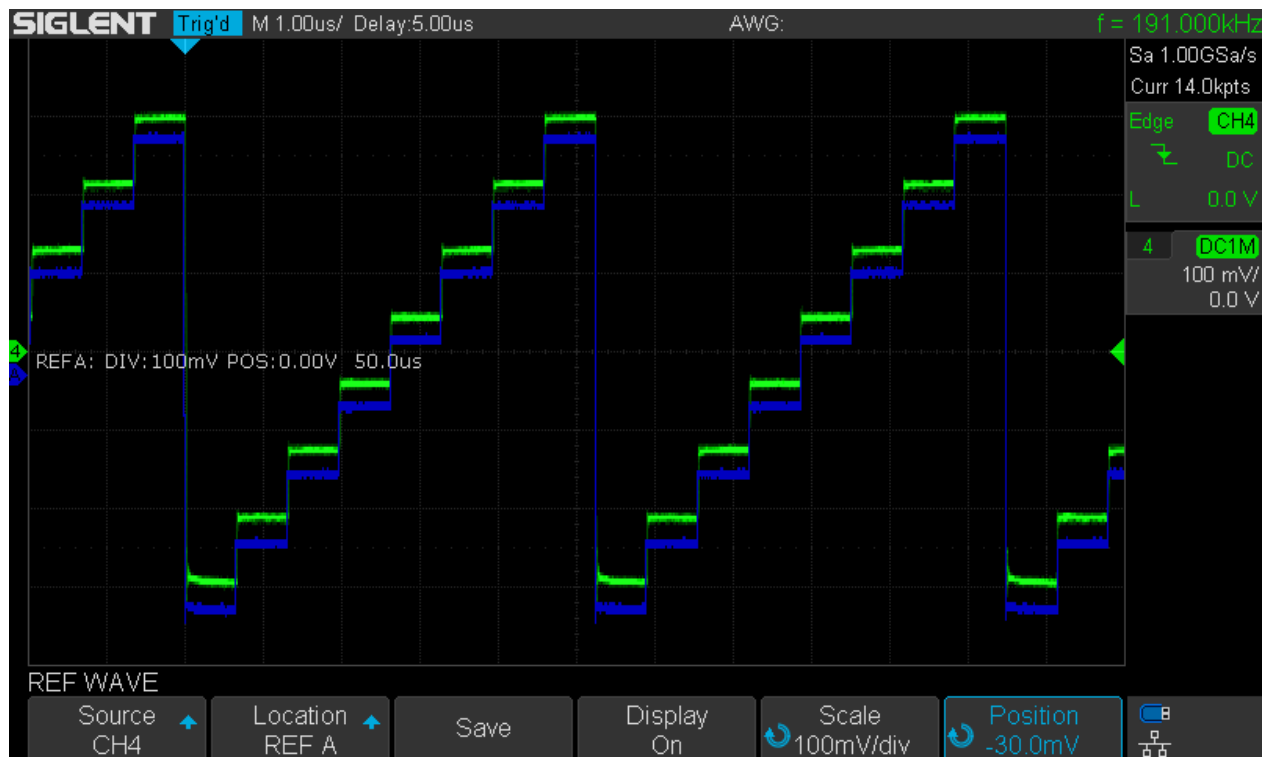 SIGLENT Trig'd M 1.00us/ Delay:5.00us AWG: f = 191.000kHz
Sa 1.00GSa/s
Curr 14.0kpts
Edge CH4
DC
L 0.0 V
4 DC1M
100 mV/
0.0 V
4
REFA: DIV:100mV POS:0.00V 50.0us
A
REF WAVE
Source CH4
Location REF A
Save
Display On
Scale 100mV/div
Position -30.0mV